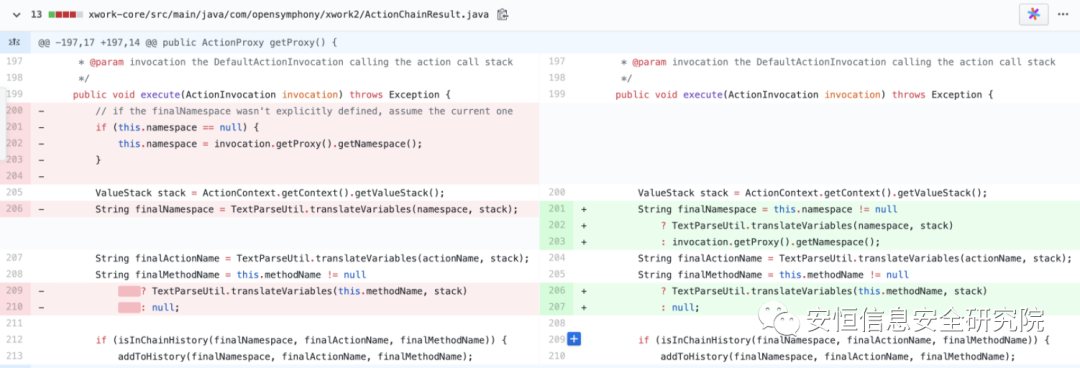 13 xwork-core/src/main/java/com/opensymphony/xwork2/ActionChainResult.java
@@ -197,17 +197,14 @@ public ActionProxy getProxy() {
197 * @param invocation the DefaultActionInvocation calling the action call stack
198 */
199 public void execute(ActionInvocation invocation) throws Exception {
200 - // if the finalNamespace wasn't explicitly defined, assume the current one
201 - if (this.namespace == null) {
202 - this.namespace = invocation.getProxy().getNamespace();
203 - }
204 -
205 ValueStack stack = ActionContext.getContext().getValueStack();
206 - String finalNamespace = TextParseUtil.translateVariables(namespace, stack);
207 String finalActionName = TextParseUtil.translateVariables(actionName, stack);
208 String finalMethodName = this.methodName != null
209 - ? TextParseUtil.translateVariables(this.methodName, stack)
210 - : null;
211
212 if (isInChainHistory(finalNamespace, finalActionName, finalMethodName)) {
213 addToHistory(finalNamespace, finalActionName, finalMethodName);
197 * @param invocation the DefaultActionInvocation calling the action call stack
198 */
199 public void execute(ActionInvocation invocation) throws Exception {
200 ValueStack stack = ActionContext.getContext().getValueStack();
201 + String finalNamespace = this.namespace != null
202 + ? TextParseUtil.translateVariables(namespace, stack)
203 + : invocation.getProxy().getNamespace();
204 String finalActionName = TextParseUtil.translateVariables(actionName, stack);
205 String finalMethodName = this.methodName != null
206 + ? TextParseUtil.translateVariables(this.methodName, stack)
207 + : null;
208
209 if (isInChainHistory(finalNamespace, finalActionName, finalMethodName)) {
210 addToHistory(finalNamespace, finalActionName, finalMethodName);
安恒信息安全研究院